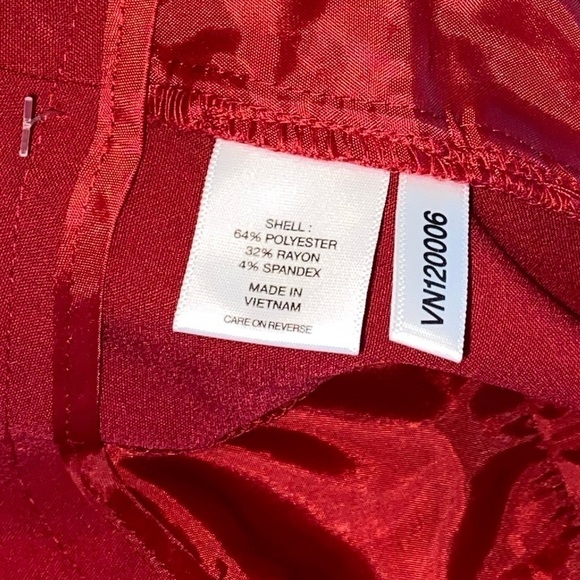 SHELL :
64% POLYESTER
32% RAYON
4% SPANDEX
MADE IN
VIETNAM
CARE ON REVERSE
VN120006